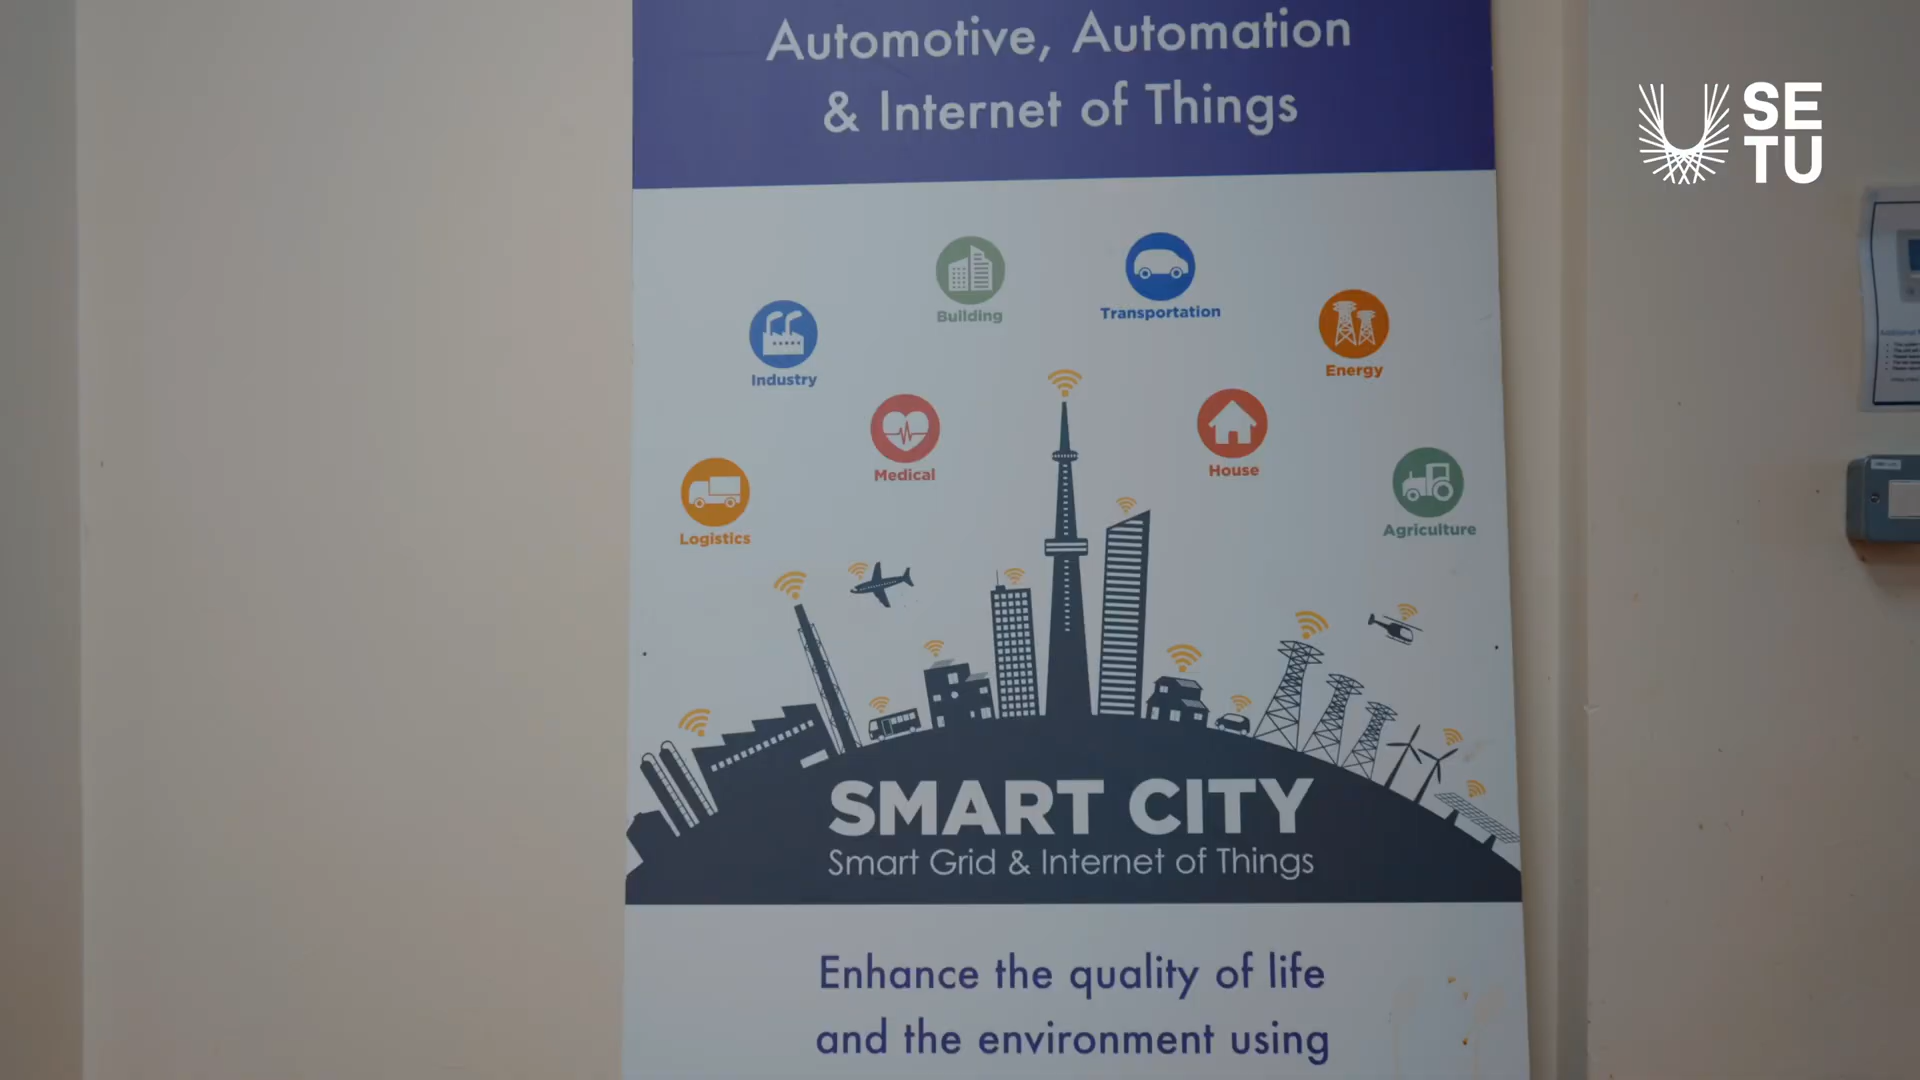 Automotive, Automation
& Internet of Things
SE
TU
Building
Transportation
Industry
Energy
Medical
House
Logistics
Agriculture
SMART CITY
Smart Grid & Internet of Things
Enhance the quality of life
and the environment using